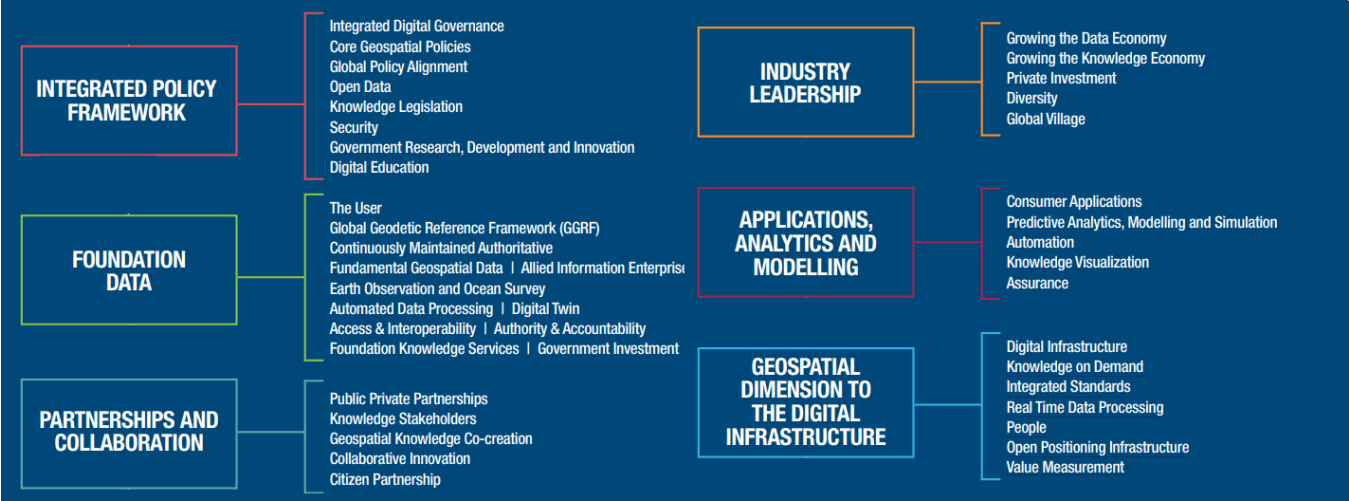 INTEGRATED POLICY
FRAMEWORK
Integrated Digital Governance
Core Geospatial Policies
Global Policy Alignment
Open Data
Knowledge Legislation
Security
Government Research, Development and Innovation
Digital Education
FOUNDATION
DATA
The User
Global Geodetic Reference Framework (GGRF)
Continuously Maintained Authoritative
Fundamental Geospatial Data | Allied Information Enterprise
Earth Observation and Ocean Survey
Automated Data Processing | Digital Twin
Access & Interoperability | Authority & Accountability
Foundation Knowledge Services | Government Investment
PARTNERSHIPS AND
COLLABORATION
Public Private Partnerships
Knowledge Stakeholders
Geospatial Knowledge Co-creation
Collaborative Innovation
Citizen Partnership
INDUSTRY
LEADERSHIP
Growing the Data Economy
Growing the Knowledge Economy
Private Investment
Diversity
Global Village
APPLICATIONS,
ANALYTICS AND
MODELLING
Consumer Applications
Predictive Analytics, Modelling and Simulation
Automation
Knowledge Visualization
Assurance
GEOSPATIAL
DIMENSION TO
THE DIGITAL
INFRASTRUCTURE
Digital Infrastructure
Knowledge on Demand
Integrated Standards
Real Time Data Processing
People
Open Positioning Infrastructure
Value Measurement